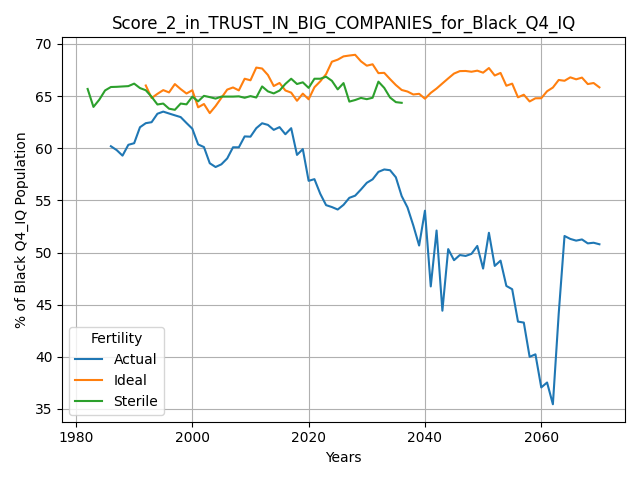 Score_2_in_TRUST_IN_BIG_COMPANIES_for_Black_Q4_IQ
% of Black Q4_IQ Population
70
65
60
55
50
45
40
35
Fertility
Actual
Ideal
Sterile
1980
2000
2020
2040
2060
Years